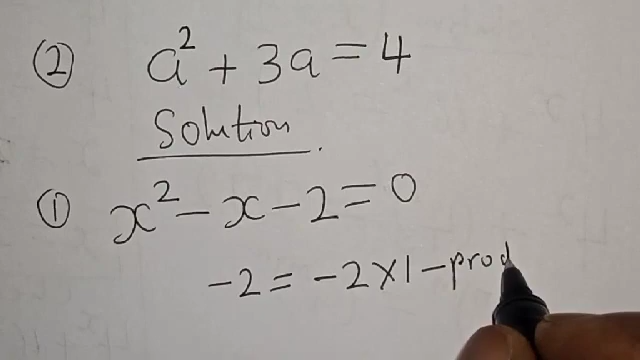 ② a² + 3a = 4
Solution.
① x² - x - 2 = 0
-2 = -2 × 1 - prod